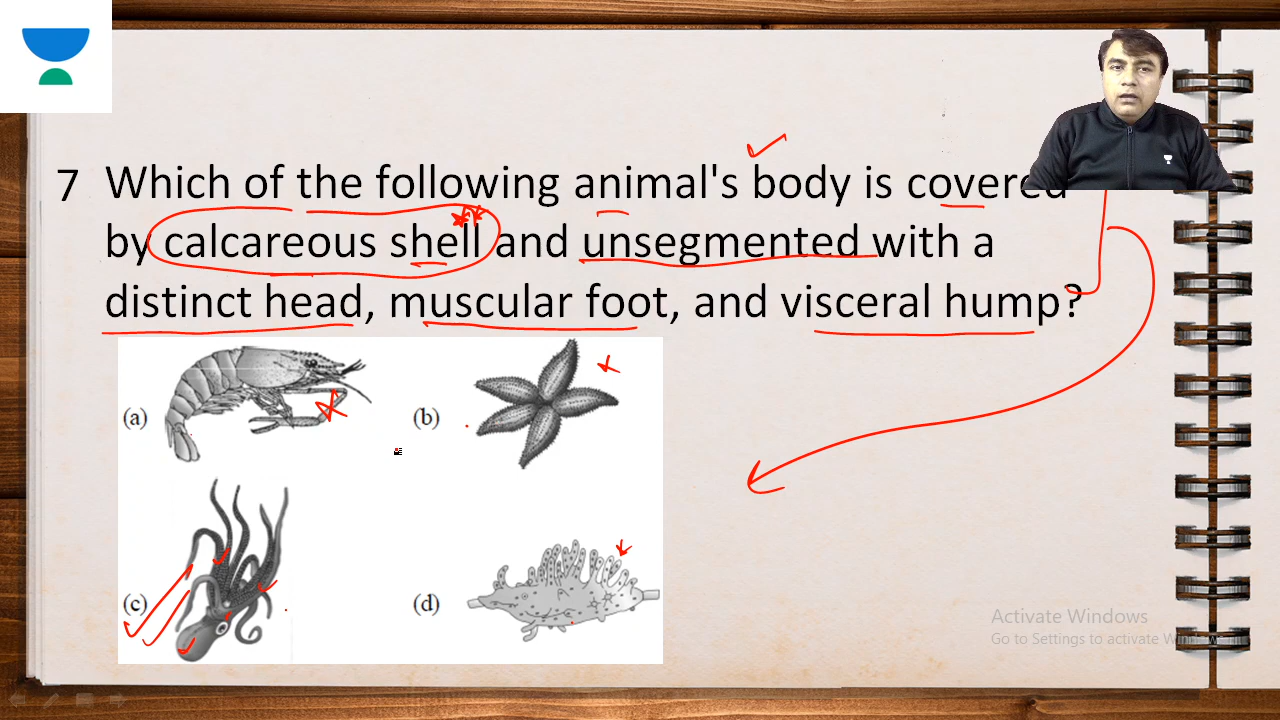 7 Which of the following animal's body is covered
by calcareous shell and unsegmented with a
distinct head, muscular foot, and visceral hump?
(a)
(b)
(c)
(d)
Activate Windows
Go to Settings to activate Windows